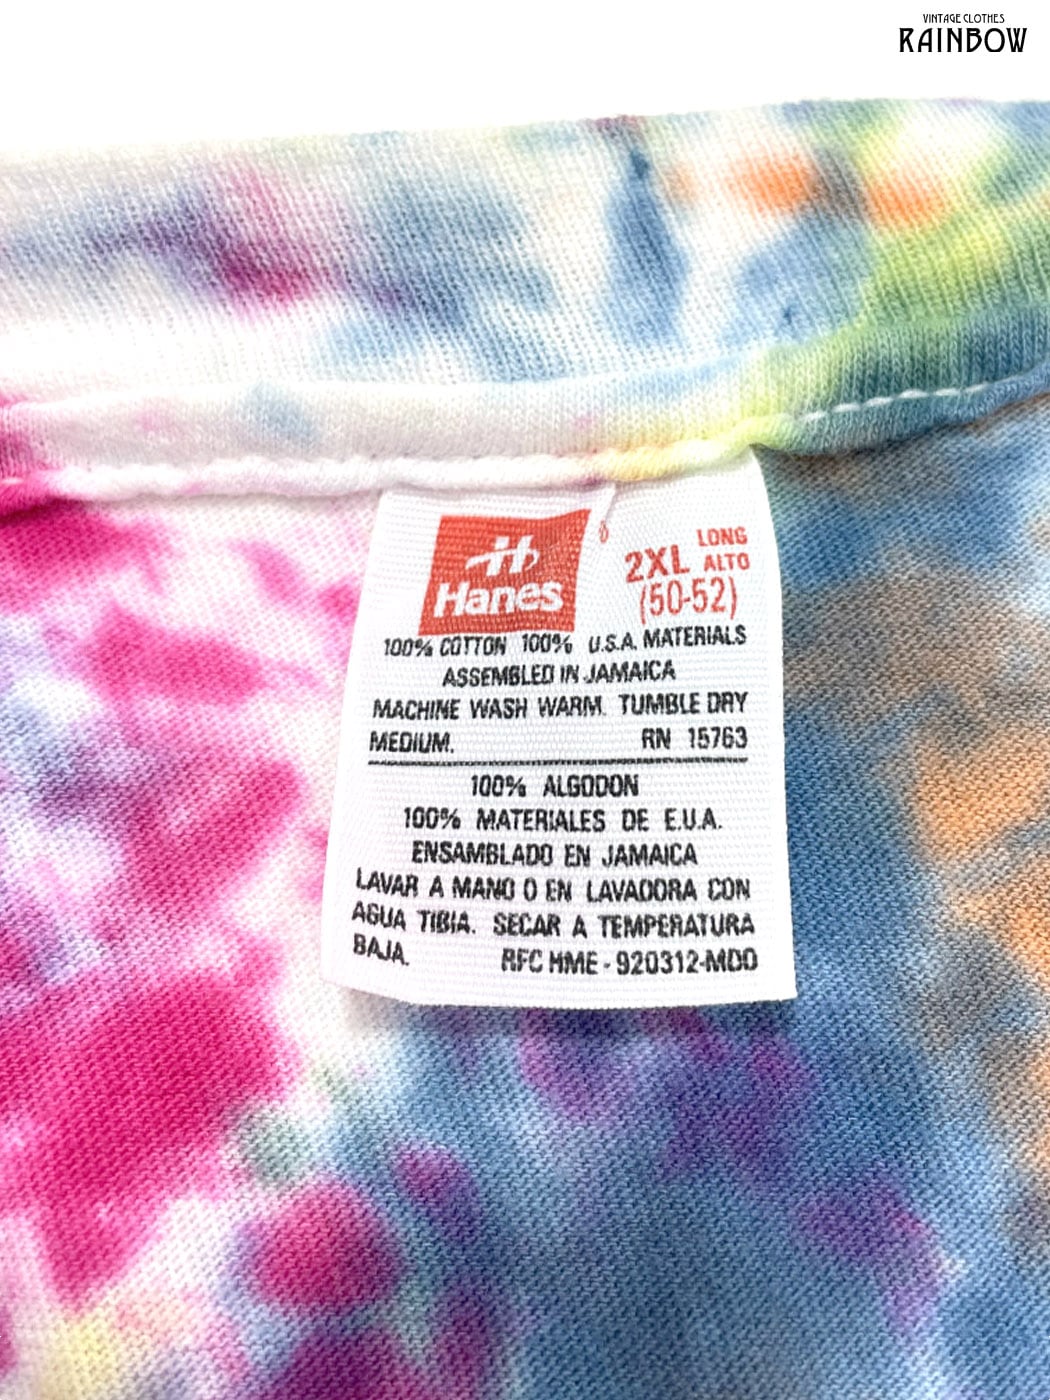 VINTAGE CLOTHES
RAINBOW
Hanes
LONG
2XL ALTO
(50-52)
100% COTTON 100% U.S.A. MATERIALS
ASSEMBLED IN JAMAICA
MACHINE WASH WARM. TUMBLE DRY
MEDIUM. RN 15763
100% ALGODON
100% MATERIALES DE E.U.A.
ENSAMBLADO EN JAMAICA
LAVAR A MANO O EN LAVADORA CON
AGUA TIBIA. SECAR A TEMPERATURA
BAJA. RFC HME-920312-MD0